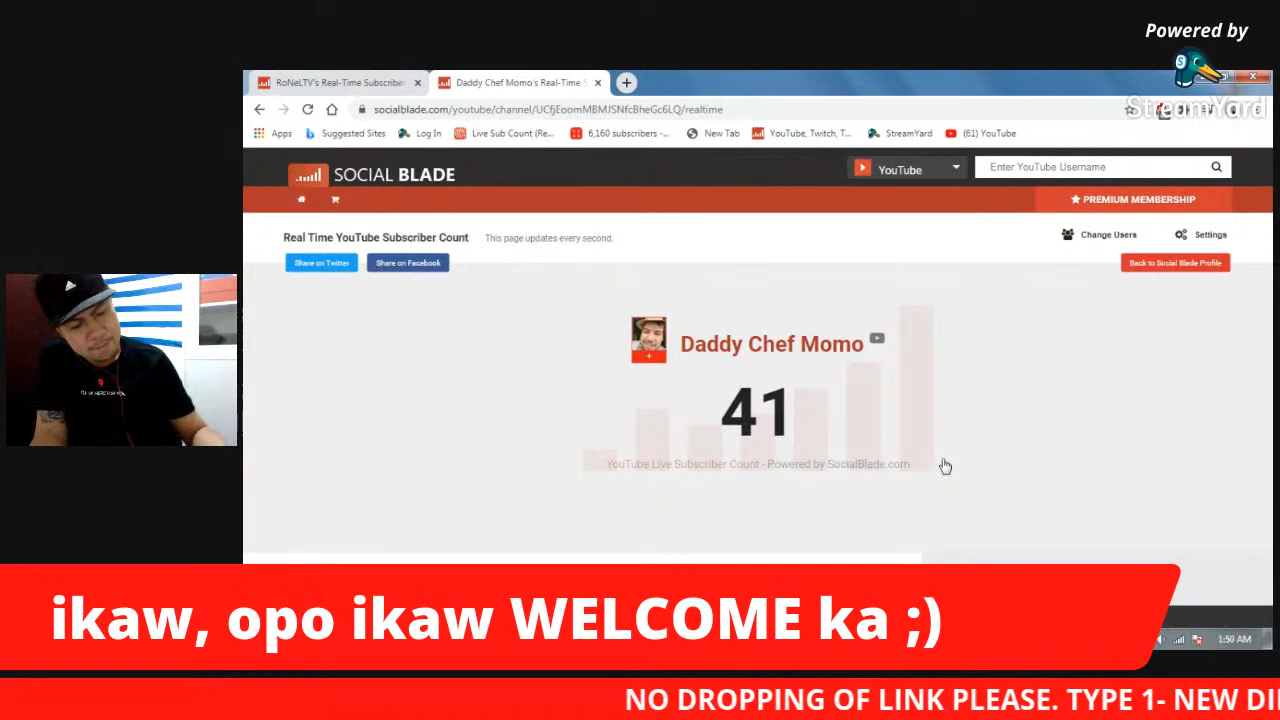 Powered by
StreamYard
RoNeLTV's Real-Time Subscriber
Daddy Chef Momo's Real-Time S
socialblade.com/youtube/channel/UCfjEoomMBMJSNfcBheGc6LQ/realtime
Apps
Suggested Sites
Log In
Live Sub Count (Re...
6,160 subscribers -...
New Tab
YouTube, Twitch, T...
StreamYard
(61) YouTube
SOCIAL BLADE
YouTube
Enter YouTube Username
PREMIUM MEMBERSHIP
Real Time YouTube Subscriber Count
This page updates every second.
Change Users
Settings
Share on Twitter
Share on Facebook
Back to Social Blade Profile
Daddy Chef Momo
41
YouTube Live Subscriber Count - Powered by SocialBlade.com
ikaw, opo ikaw WELCOME ka ;)
1:50 AM
NO DROPPING OF LINK PLEASE. TYPE 1- NEW DI